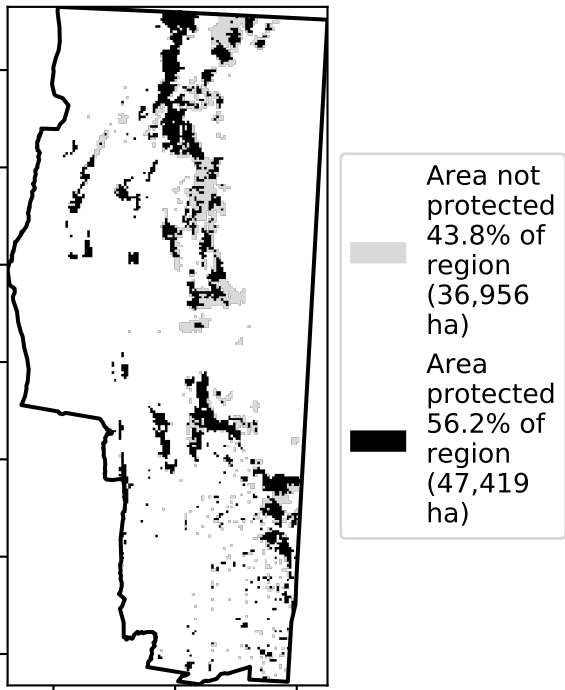 Area not
protected
43.8% of
region
(36,956
ha)
Area
protected
56.2% of
region
(47,419
ha)